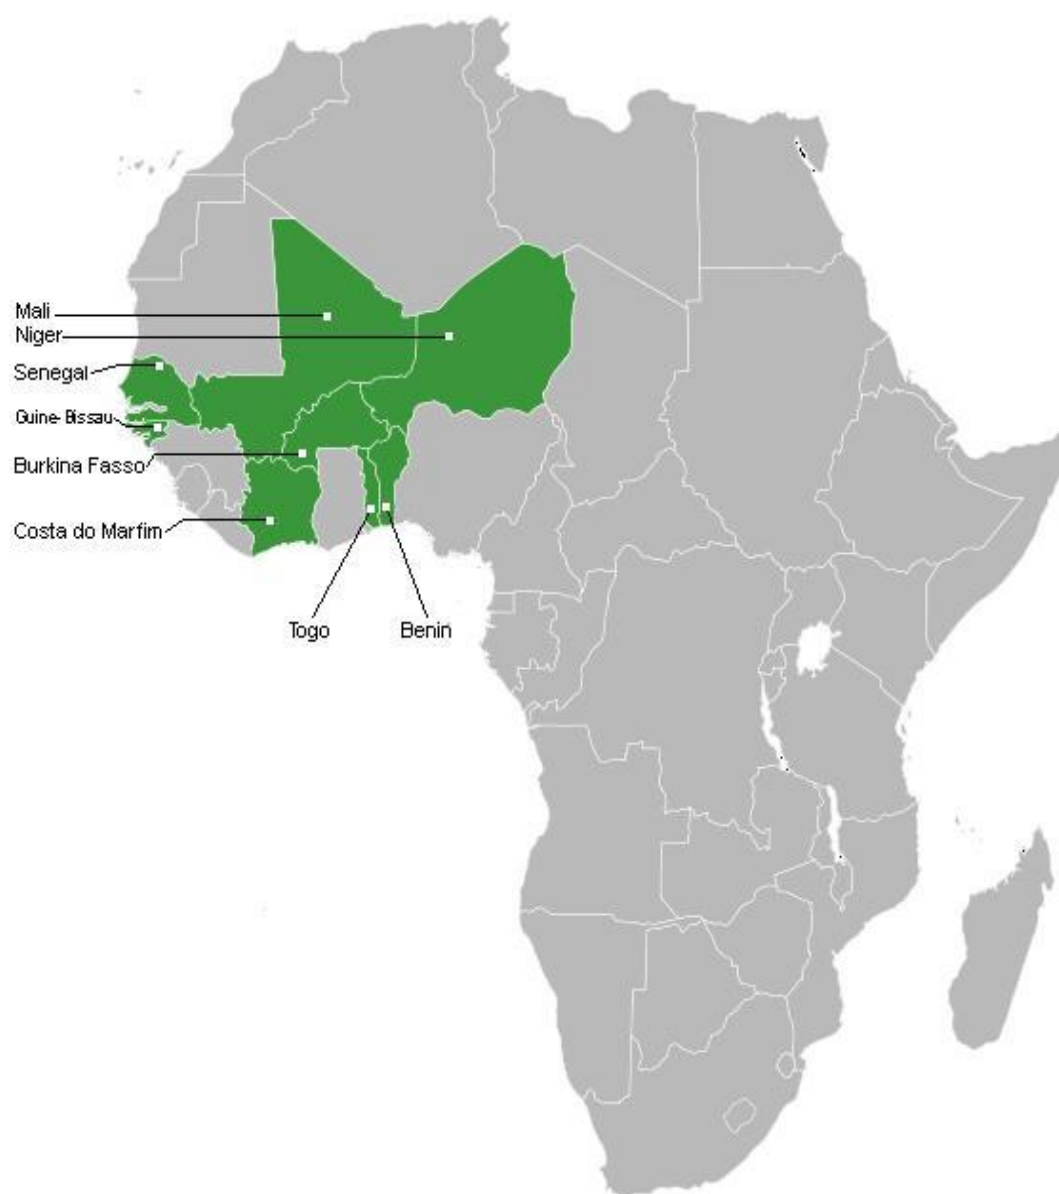 Mali
Niger
Senegal
Guine-Bissau
Burkina Fasso
Costa do Marfim
Togo
Benin